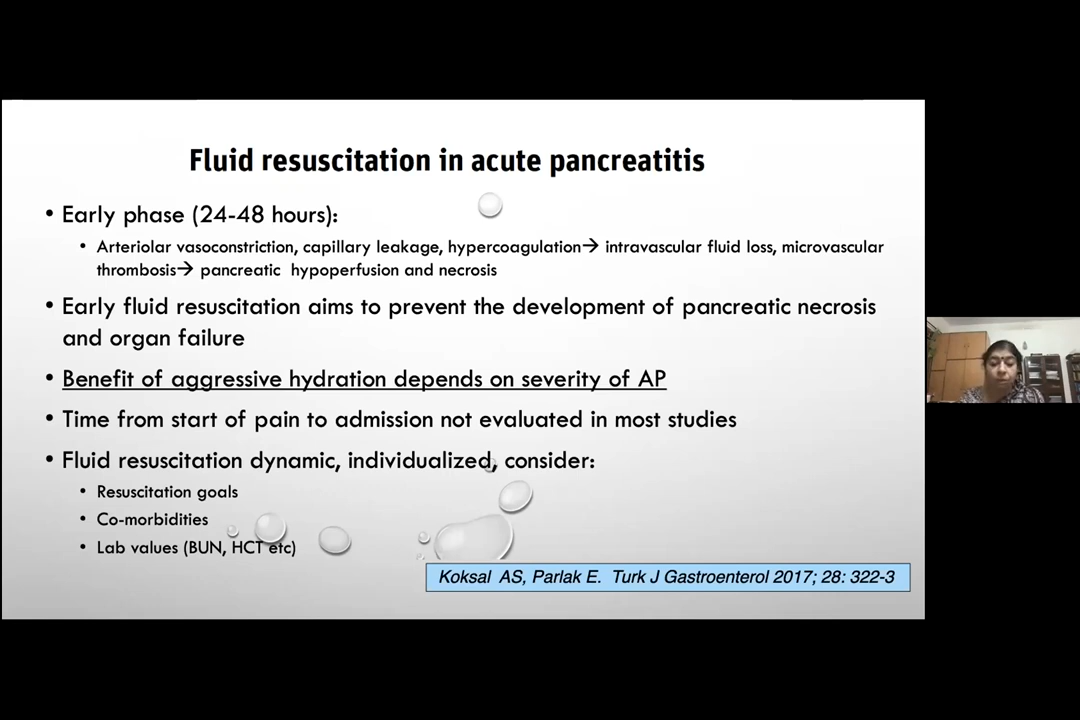 Fluid resuscitation in acute pancreatitis
• Early phase (24-48 hours):
• Arteriolar vasoconstriction, capillary leakage, hypercoagulation→ intravascular fluid loss, microvascular
thrombosis→ pancreatic hypoperfusion and necrosis
• Early fluid resuscitation aims to prevent the development of pancreatic necrosis
and organ failure
• Benefit of aggressive hydration depends on severity of AP
• Time from start of pain to admission not evaluated in most studies
• Fluid resuscitation dynamic, individualized, consider:
• Resuscitation goals
• Co-morbidities
• Lab values (BUN, HCT etc)
Koksal AS, Parlak E. Turk J Gastroenterol 2017; 28: 322-3